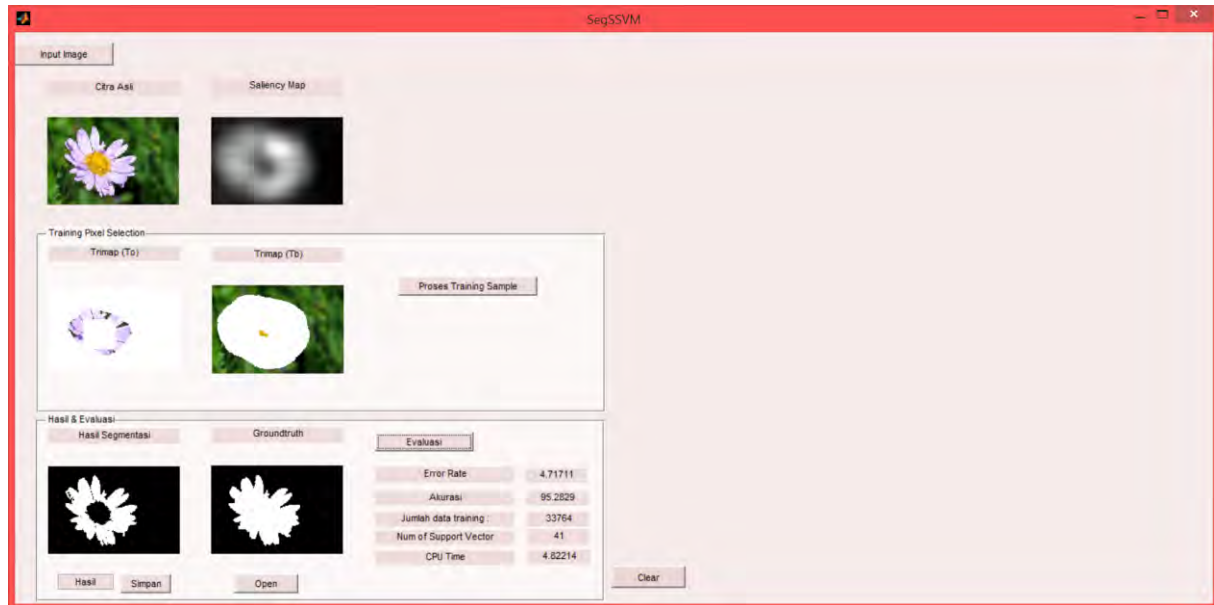 SegSSVM
Input Image
Citra Asli
Saliency Map
Training Pixel Selection
Trimap (To)
Trimap (Tb)
Proses Training Sample
Hasil & Evaluasi
Hasil Segmentasi
Groundtruth
Evaluasi
Error Rate
4.71711
Akurasi
95.2829
Jumlah data training :
33764
Num of Support Vector
41
CPU Time
4.82214
Hasil
Simpan
Open
Clear